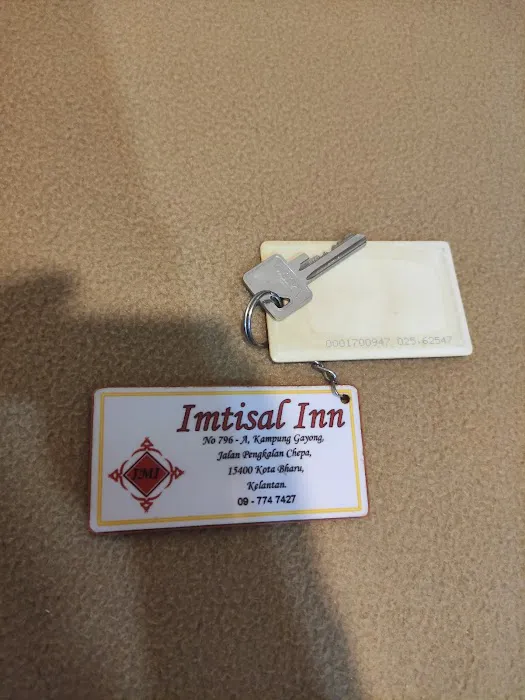 0001700947 025-62547
Imtisal Inn
No 796 - A, Kampung Gayong,
Jalan Pengkalan Chepa,
15400 Kota Bharu,
Kelantan.
09 - 774 7427
IMI